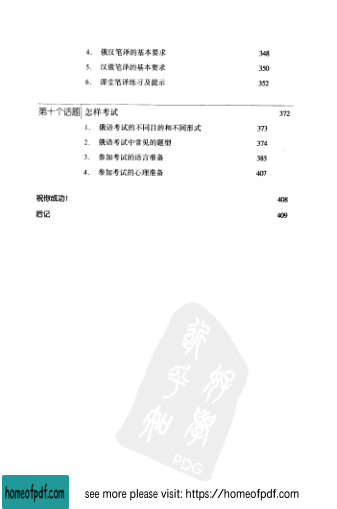 4. 俄汉笔译的基本要求 348
5. 汉俄笔译的基本要求 350
6. 课堂笔译练习及提示 352
第十个话题 怎样考试 372
1. 俄语考试的不同目的和不同形式 373
2. 俄语考试中常见的题型 374
3. 参加考试的语言准备 385
4. 参加考试的心理准备 407
祝你成功! 408
后记 409
PDG
homeofpdf.com
see more please visit: https://homeofpdf.com